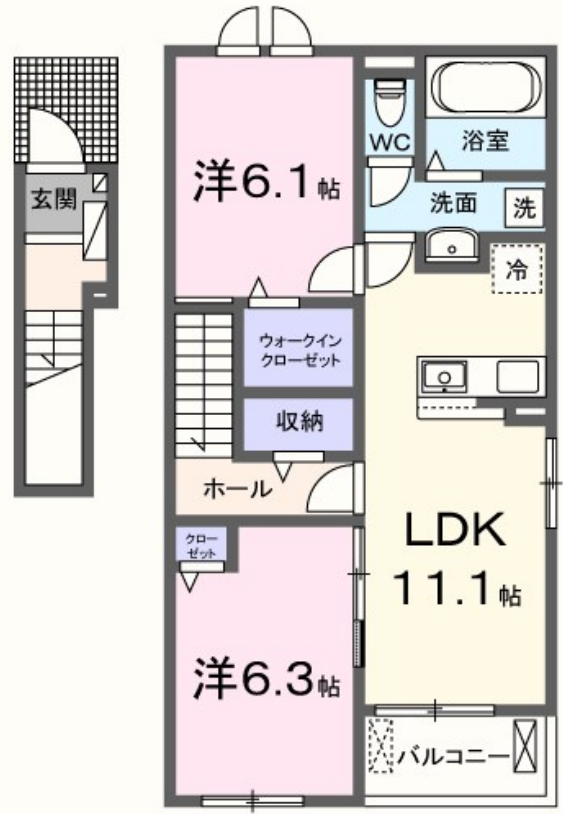 玄関
洋6.1帖
WC
浴室
洗面
洗
冷
ウォークイン
クローゼット
収納
ホール
LDK
11.1帖
クロー
ゼット
洋6.3帖
バルコニー